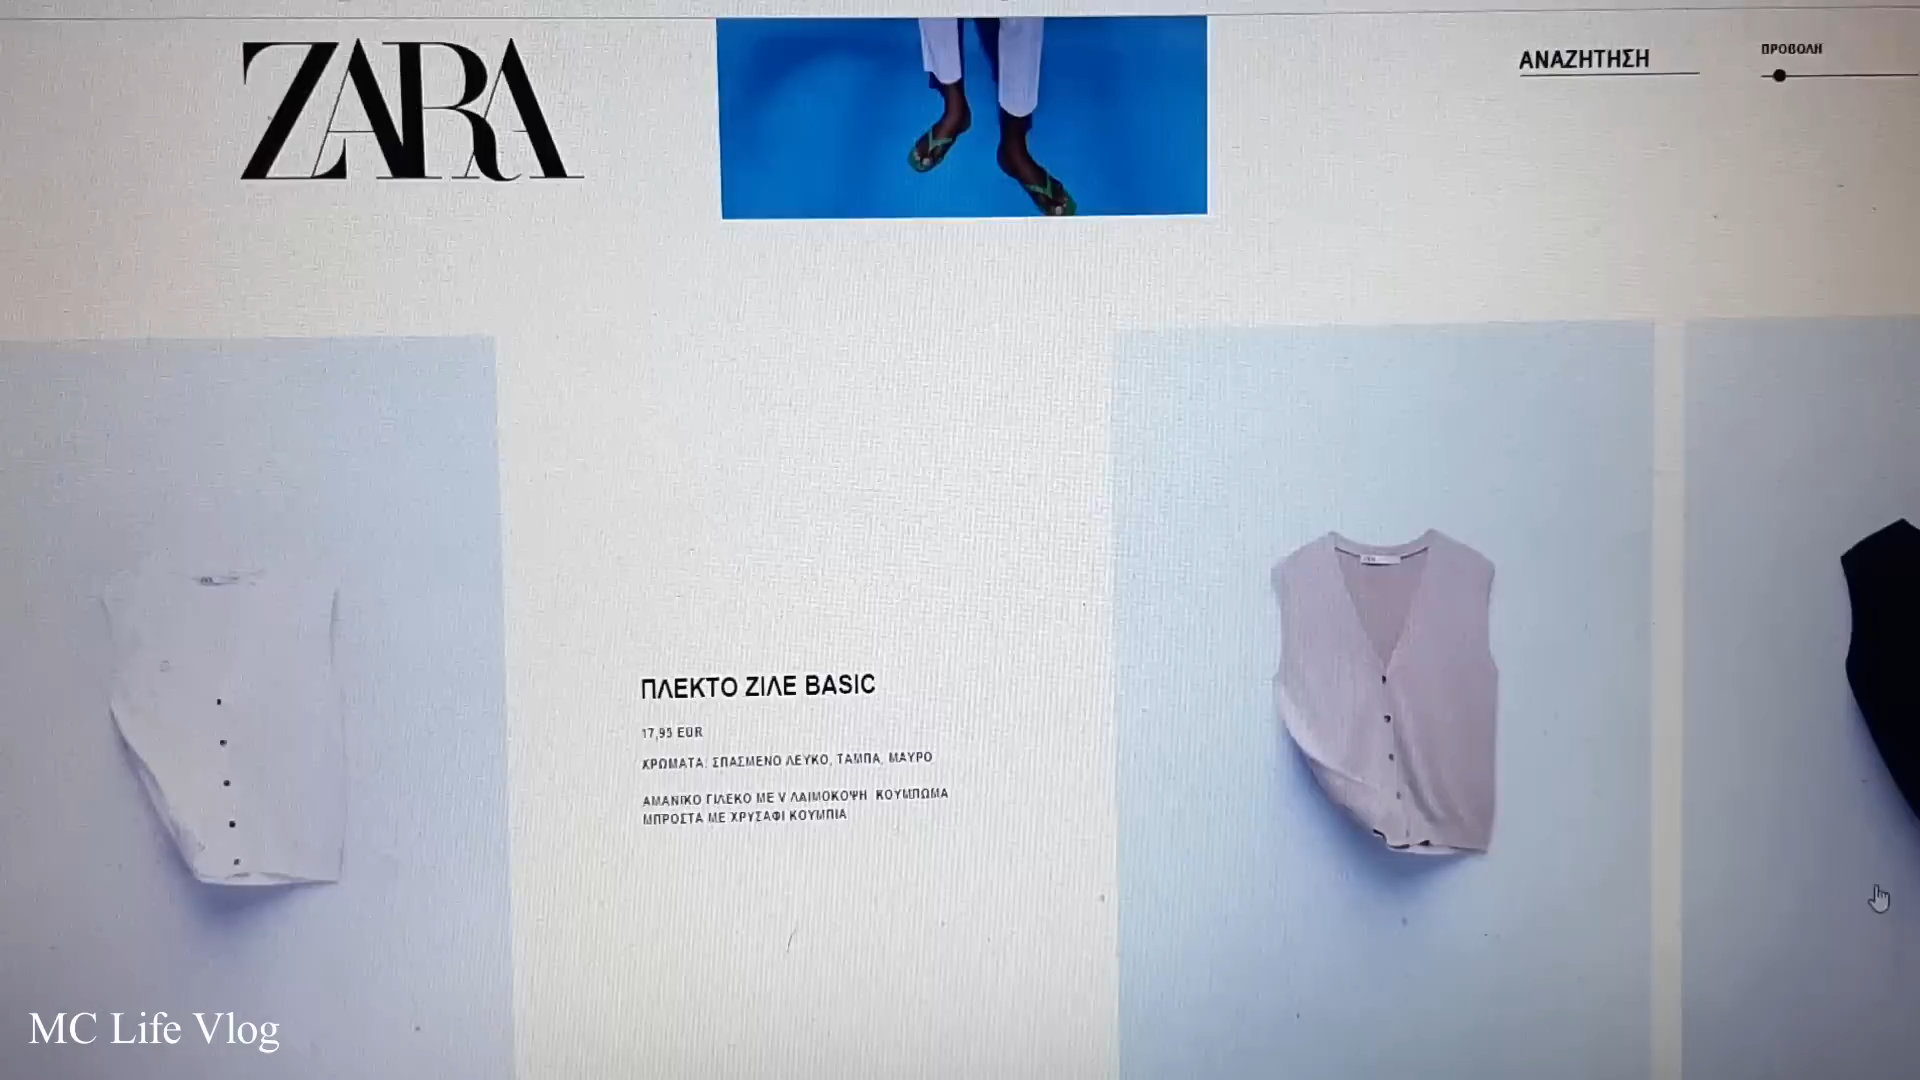 ZARA
ΑΝΑΖΗΤΗΣΗ
ΠΡΟΒΟΛΗ
ΠΛΕΚΤΟ ΖΙΛΕ BASIC
17,95 EUR
ΧΡΩΜΑΤΑ: ΣΠΑΣΜΕΝΟ ΛΕΥΚΟ, ΤΑΜΠΑ, ΜΑΥΡΟ
ΑΜΑΝΙΚΟ ΓΙΛΕΚΟ ΜΕ V ΛΑΙΜΟΚΟΨΗ ΚΟΥΜΠΩΜΑ
ΜΠΡΟΣΤΑ ΜΕ ΧΡΥΣΑΦΙ ΚΟΥΜΠΙΑ
MC Life Vlog